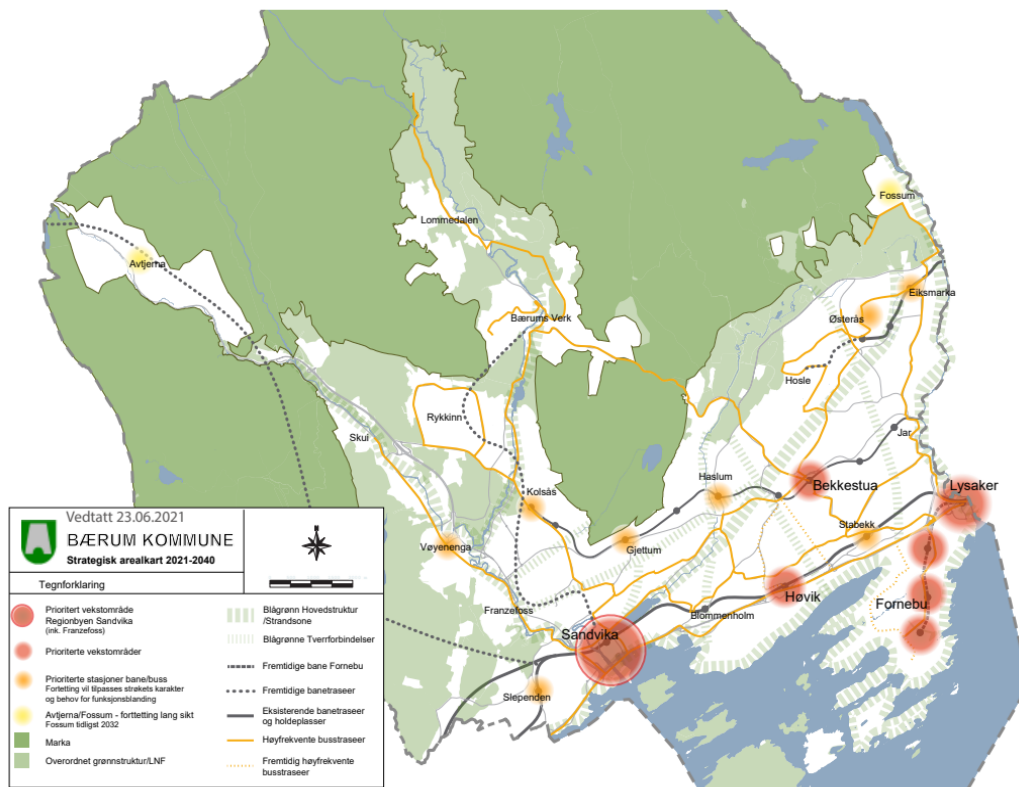 Fossum
Lommedalen
Avtjerna
Eiksmarka
Østerås
Bærums Verk
Hosle
Rykkinn
Skui
Jar
Haslum
Bekkestua
Lysaker
Kolsås
Stabekk
Vøyenenga
Gjettum
Høvik
Fornebu
Franzefoss
Blommenholm
Sandvika
Slependen
Vedtatt 23.06.2021
BÆRUM KOMMUNE
Strategisk arealkart 2021-2040
Tegnforklaring
Prioritert vekstområde
Regionbyen Sandvika
(ink. Franzefoss)
Prioriterte vekstområder
Prioriterte stasjoner bane/buss
Fortetting vil tilpasses strøkets karakter
og behov for funksjonsblanding
Avtjerna/Fossum - forttetting lang sikt
Fossum tidligst 2032
Marka
Overordnet grønnstruktur/LNF
Blågrønn Hovedstruktur
/Strandsone
Blågrønne Tverrforbindelser
Fremtidige bane Fornebu
Fremtidige banetraseer
Eksisterende banetraseer
og holdeplasser
Høyfrekvente busstraseer
Fremtidig høyfrekvente
busstraseer